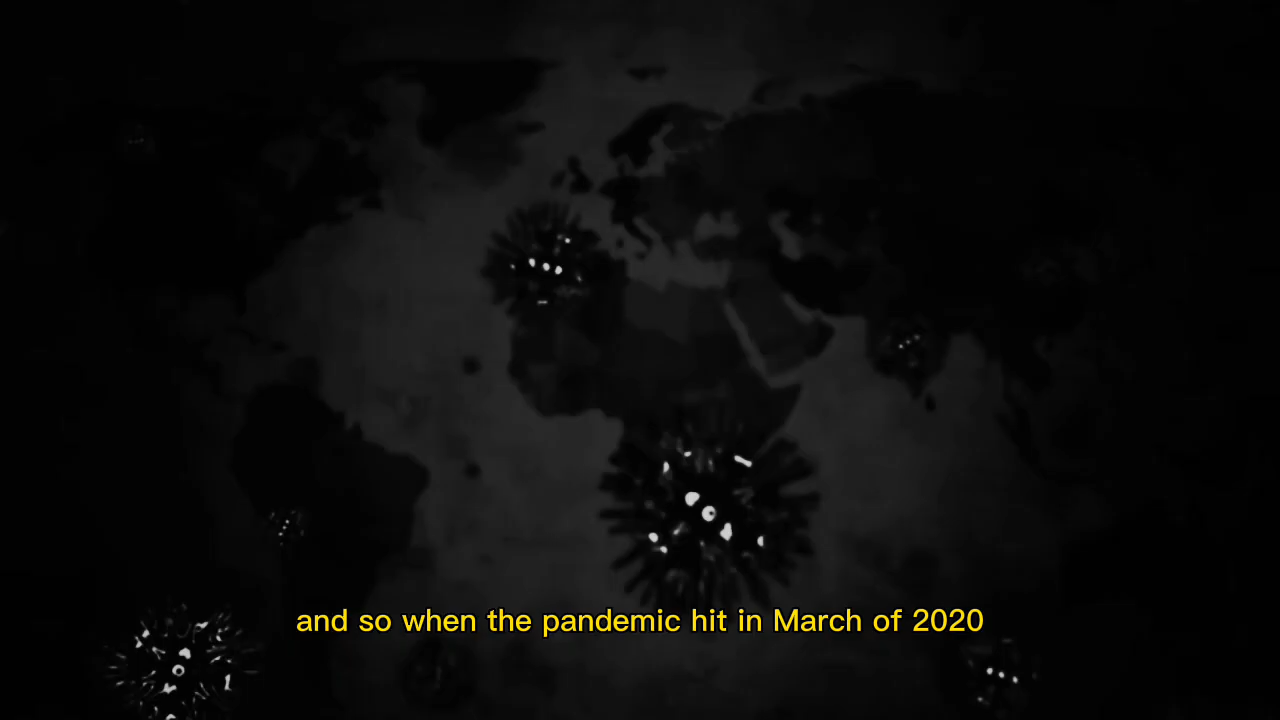 and so when the pandemic hit in March of 2020